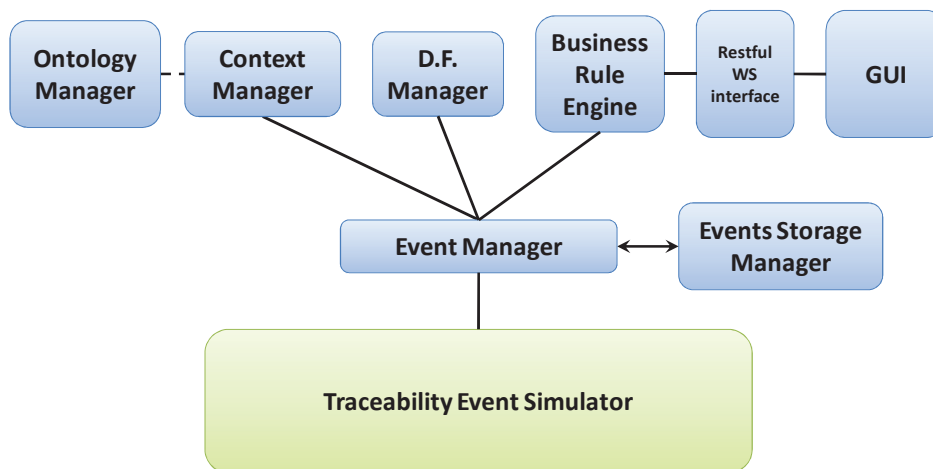 Ontology
Manager
Context
Manager
D.F.
Manager
Business
Rule
Engine
Restful
WS
interface
GUI
Event Manager
Events Storage
Manager
Traceability Event Simulator